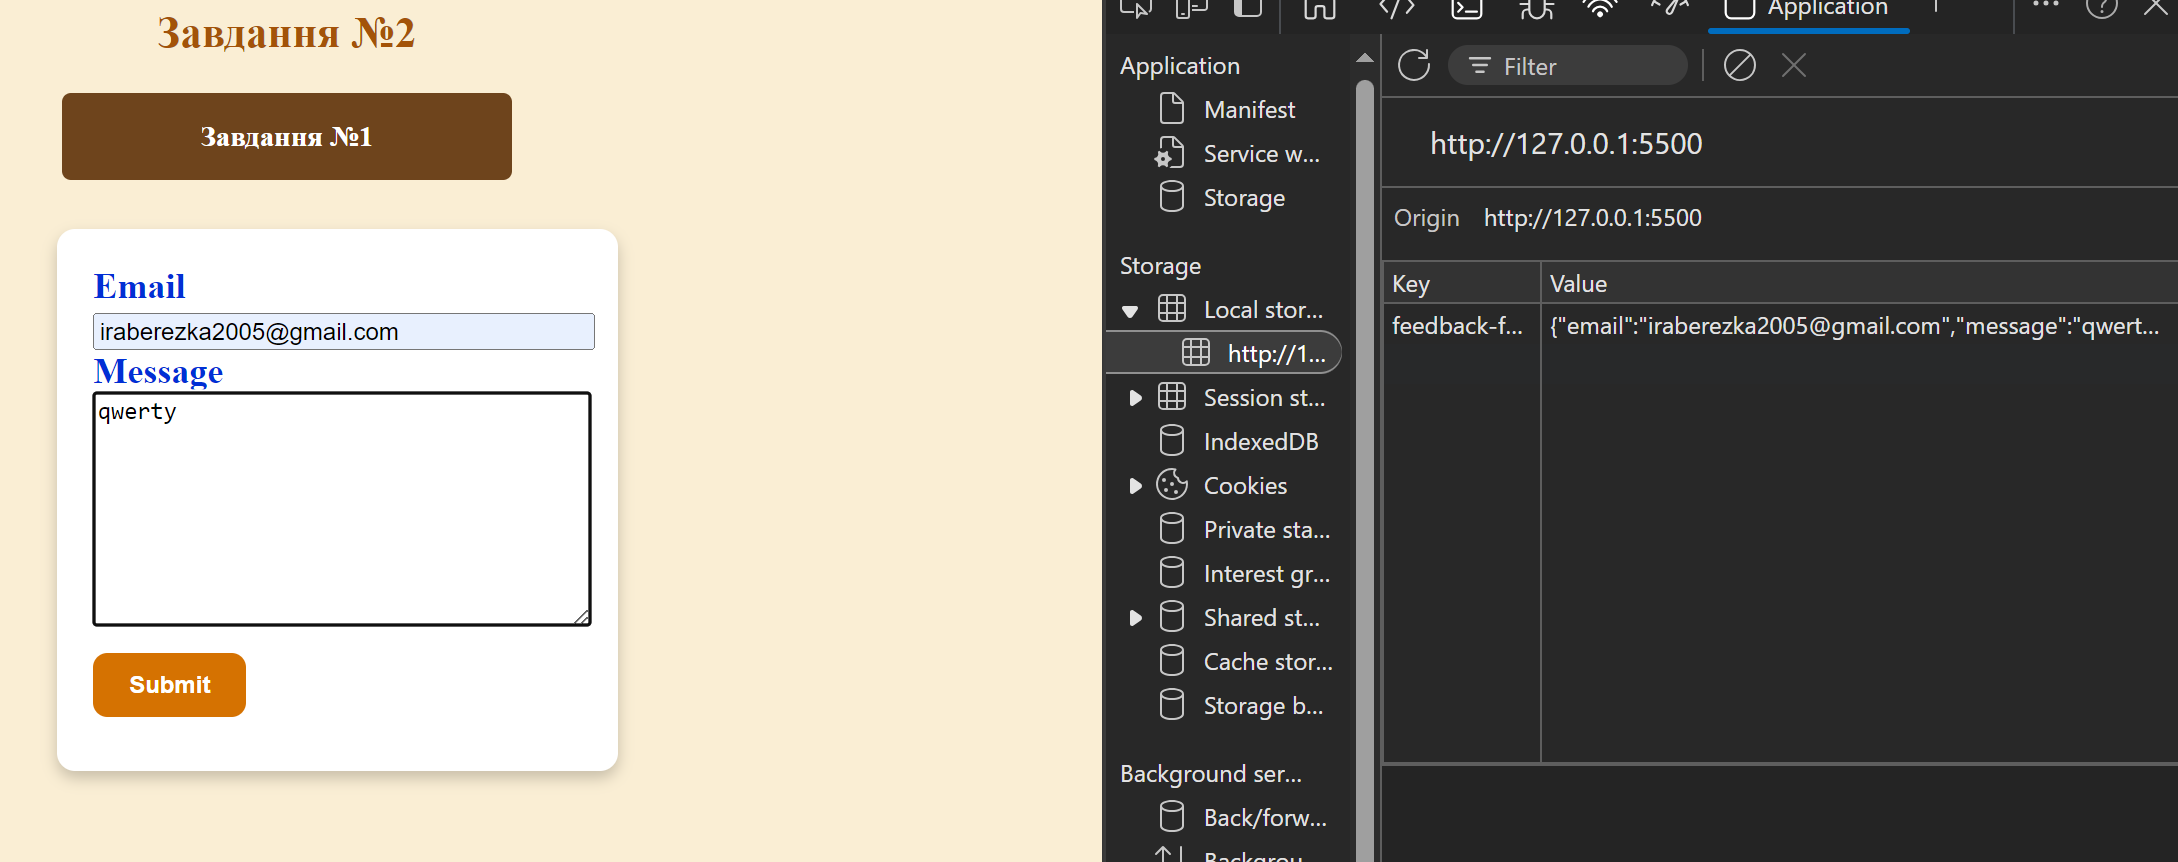 Завдання №2
Завдання №1
Email
iraberezka2005@gmail.com
Message
qwerty
Submit
Application
Application
Manifest
Service w...
Storage
Storage
Local stor...
http://1...
Session st...
IndexedDB
Cookies
Private sta...
Interest gr...
Shared st...
Cache stor...
Storage b...
Background ser...
Back/forw...
Backgrou
Filter
http://127.0.0.1:5500
Origin http://127.0.0.1:5500
Key Value
feedback-f... {"email":"iraberezka2005@gmail.com","message":"qwert...